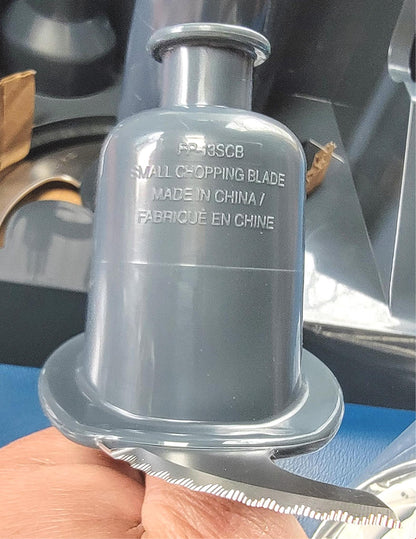 FP-13SCB
SMALL CHOPPING BLADE
MADE IN CHINA /
FABRIQUÉ EN CHINE